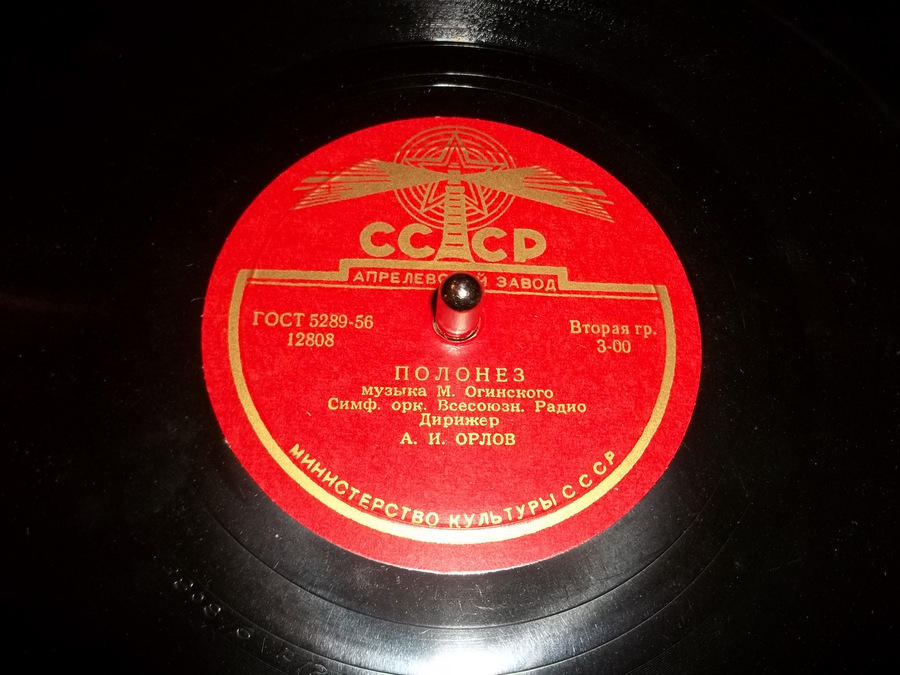 СССР
АПРЕЛЕВСКИЙ ЗАВОД
ГОСТ 5289-56
12808
Вторая гр.
3-00
ПОЛОНЕЗ
музыка М. Огинского
Симф. орк. Всесоюзн. Радио
Дирижер
А. И. ОРЛОВ
МИНИСТЕРСТВО КУЛЬТУРЫ СССР